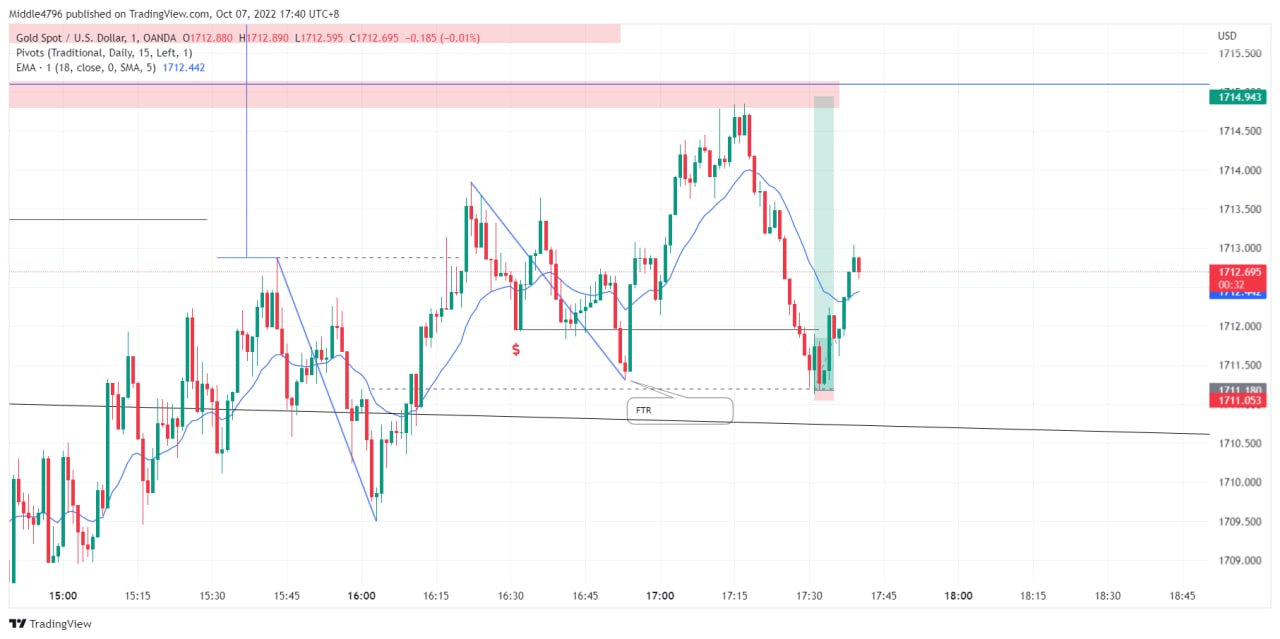 Middle4796 published on TradingView.com, Oct 07, 2022 17:40 UTC+8
Gold Spot / U.S. Dollar, 1, OANDA O1712.880 H1712.890 L1712.595 C1712.695 −0.185 (−0.01%)
Pivots (Traditional, Daily, 15, Left, 1)
EMA · 1 (18, close, 0, SMA, 5) 1712.442
USD
1715.500
1714.943
1714.500
1714.000
1713.500
1713.000
1712.695
00:32
1712.442
1712.000
1711.500
1711.180
1711.053
1710.500
1710.000
1709.500
1709.000
$
FTR
15:00 15:15 15:30 15:45 16:00 16:15 16:30 16:45 17:00 17:15 17:30 17:45 18:00 18:15 18:30 18:45
TradingView